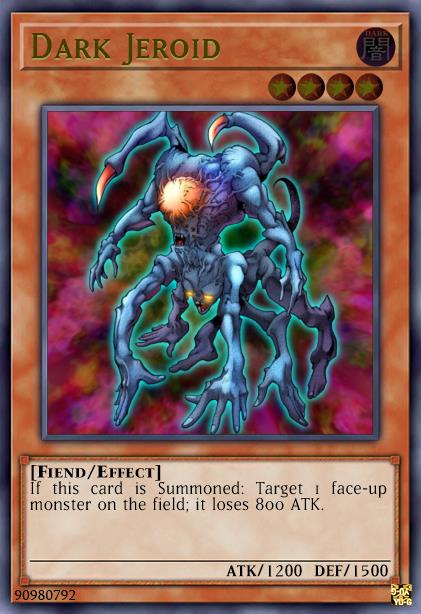 Dark Jeroid
DARK
闇
[Fiend/Effect]
If this card is Summoned: Target 1 face-up
monster on the field; it loses 800 ATK.
ATK/1200 DEF/1500
90980792